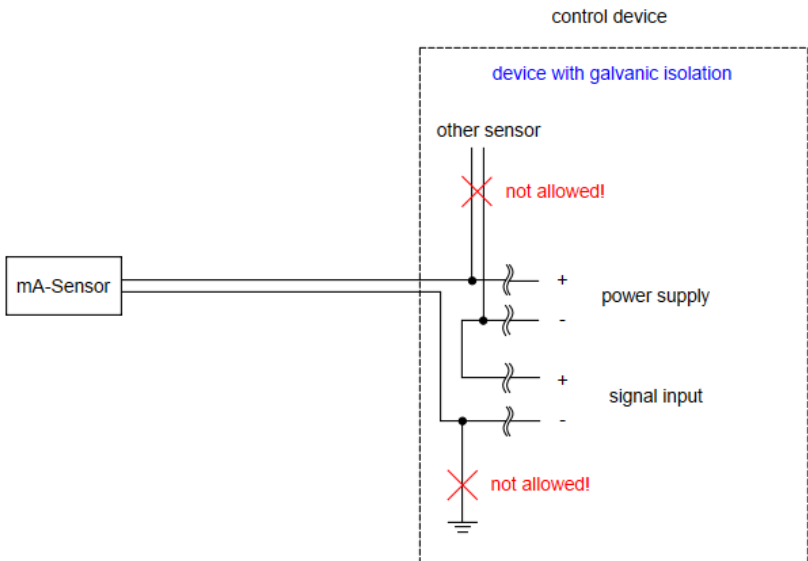 control device
device with galvanic isolation
other sensor
not allowed!
mA-Sensor
+
power supply
-
+
signal input
-
not allowed!